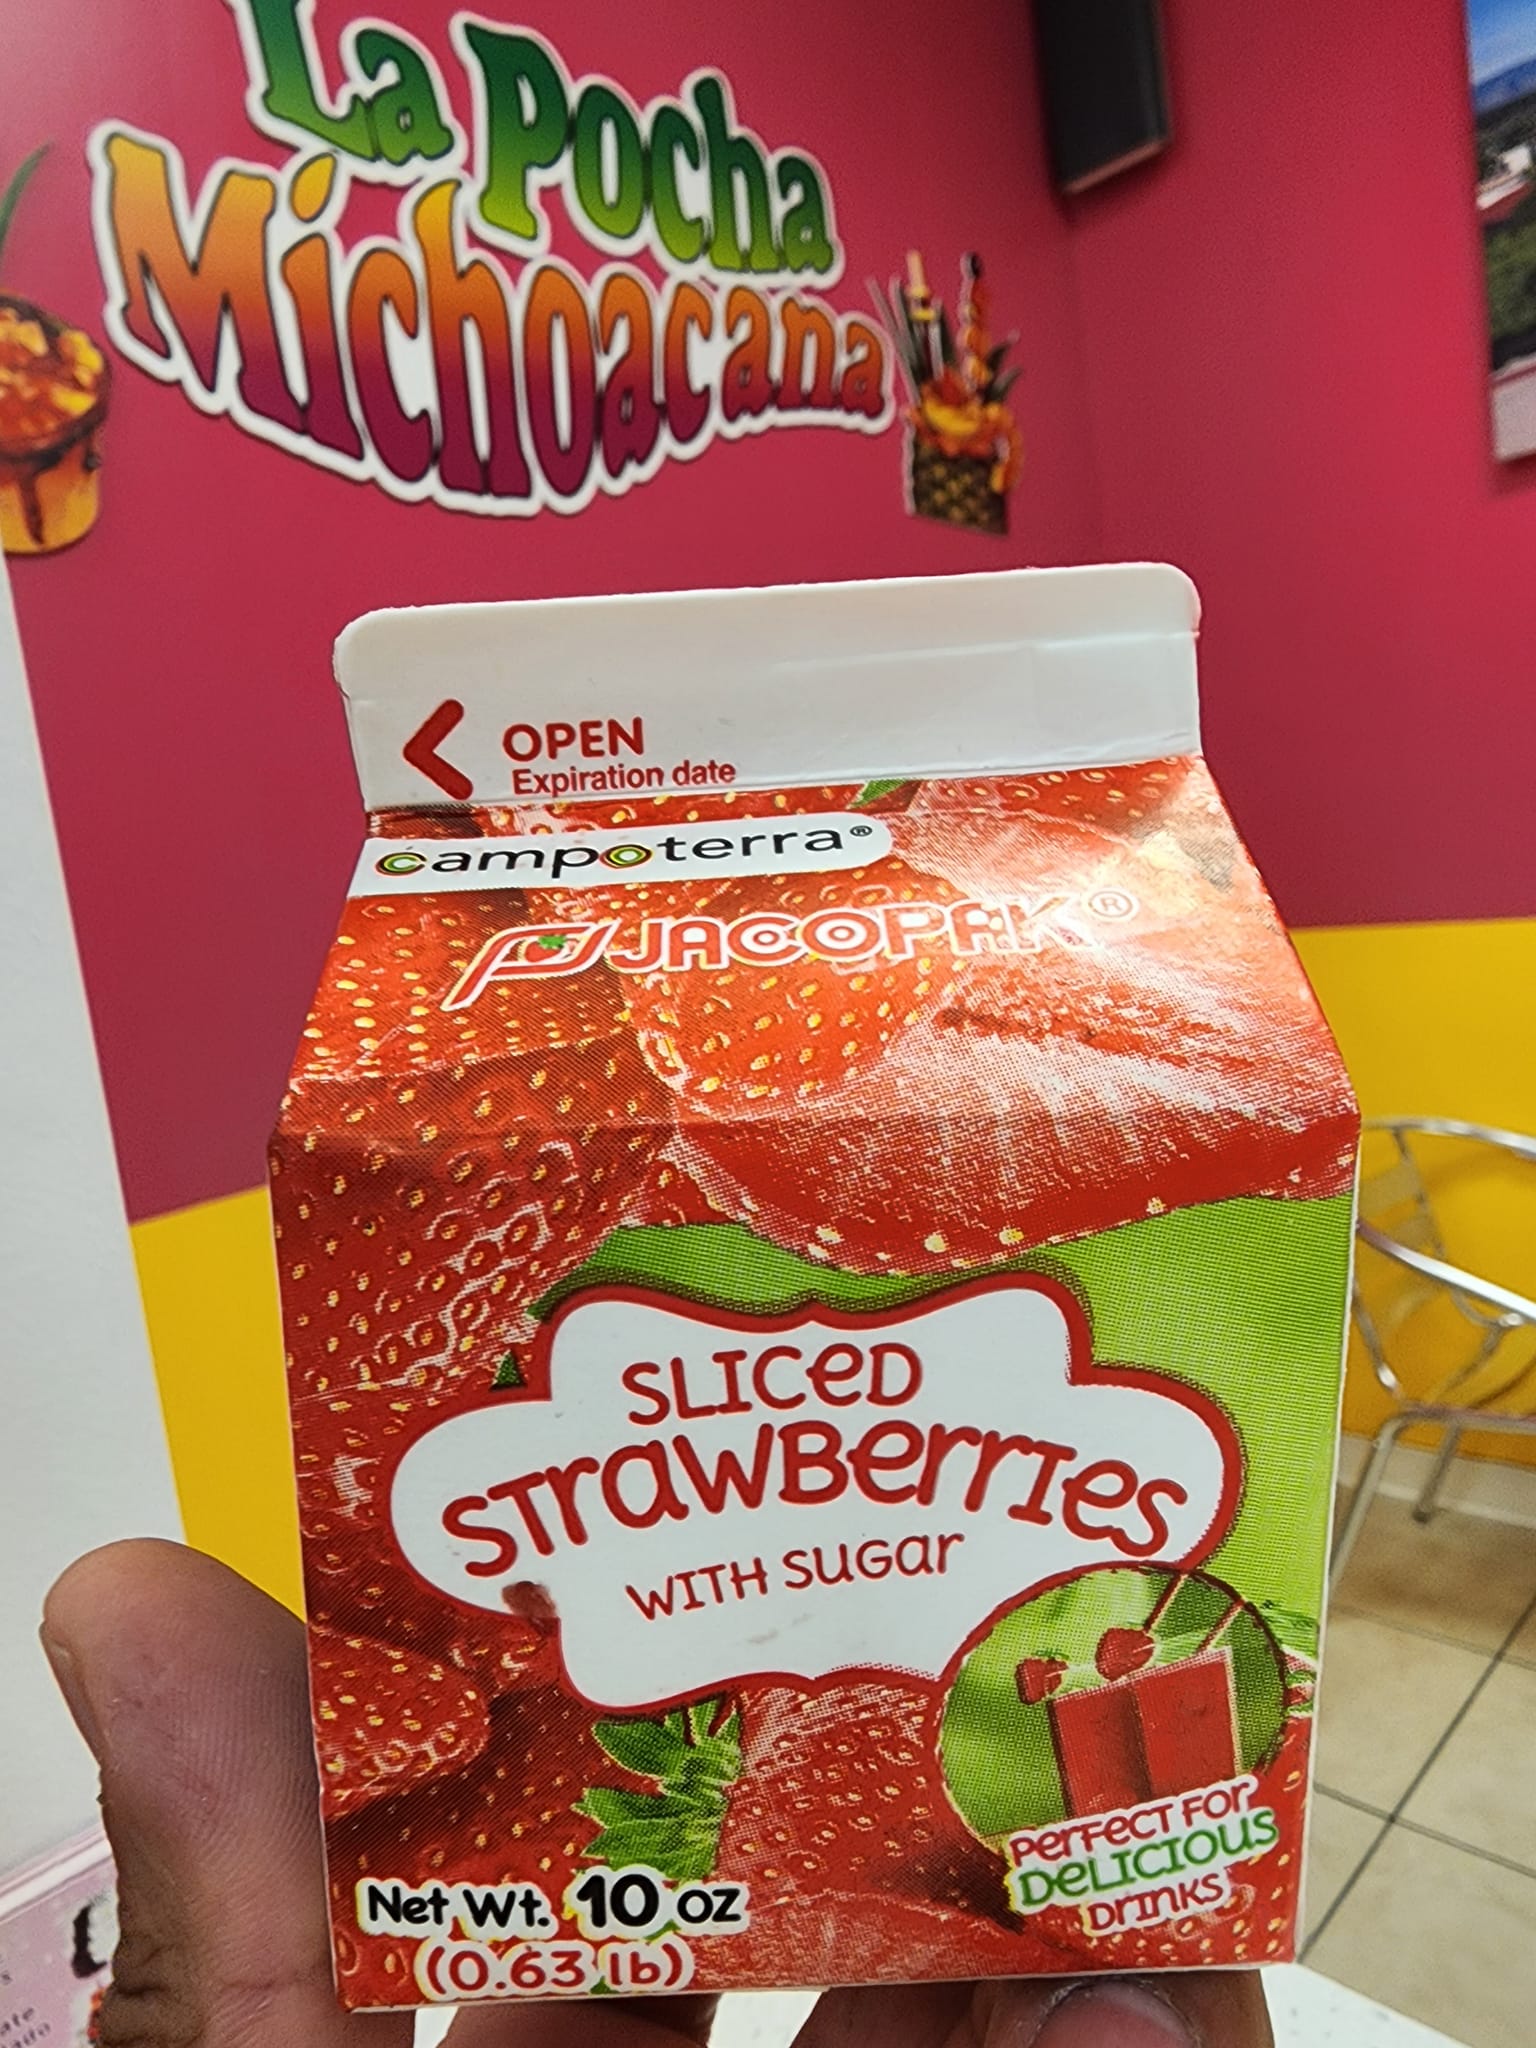 La Pocha
Michoacana
OPEN
Expiration date
campoterra®
JACOPAK®
SLICeD
STrawBerrIes
WITH SuGar
Net Wt. 10 oz
(0.63 lb)
PerFecT FOr
DeLICIOUS
DrINKS